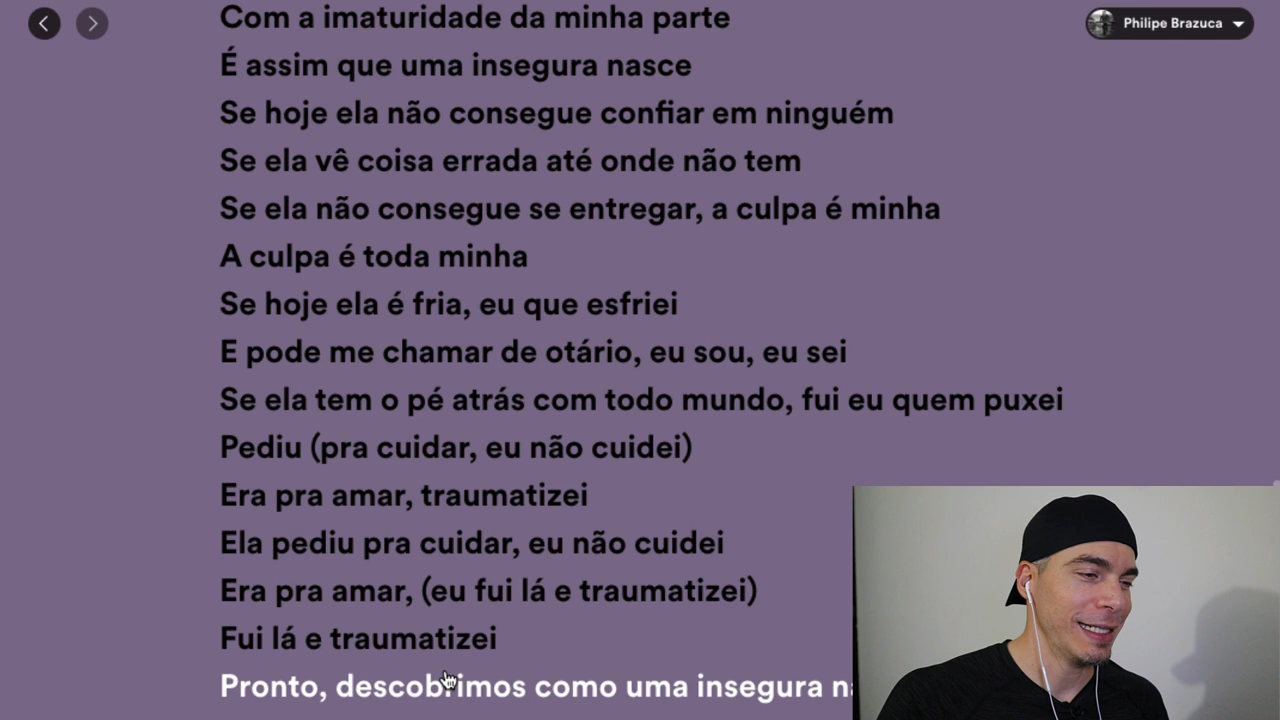 Philipe Brazuca
Com a imaturidade da minha parte
É assim que uma insegura nasce
Se hoje ela não consegue confiar em ninguém
Se ela vê coisa errada até onde não tem
Se ela não consegue se entregar, a culpa é minha
A culpa é toda minha
Se hoje ela é fria, eu que esfriei
E pode me chamar de otário, eu sou, eu sei
Se ela tem o pé atrás com todo mundo, fui eu quem puxei
Pediu (pra cuidar, eu não cuidei)
Era pra amar, traumatizei
Ela pediu pra cuidar, eu não cuidei
Era pra amar, (eu fui lá e traumatizei)
Fui lá e traumatizei
Pronto, descobrimos como uma insegura